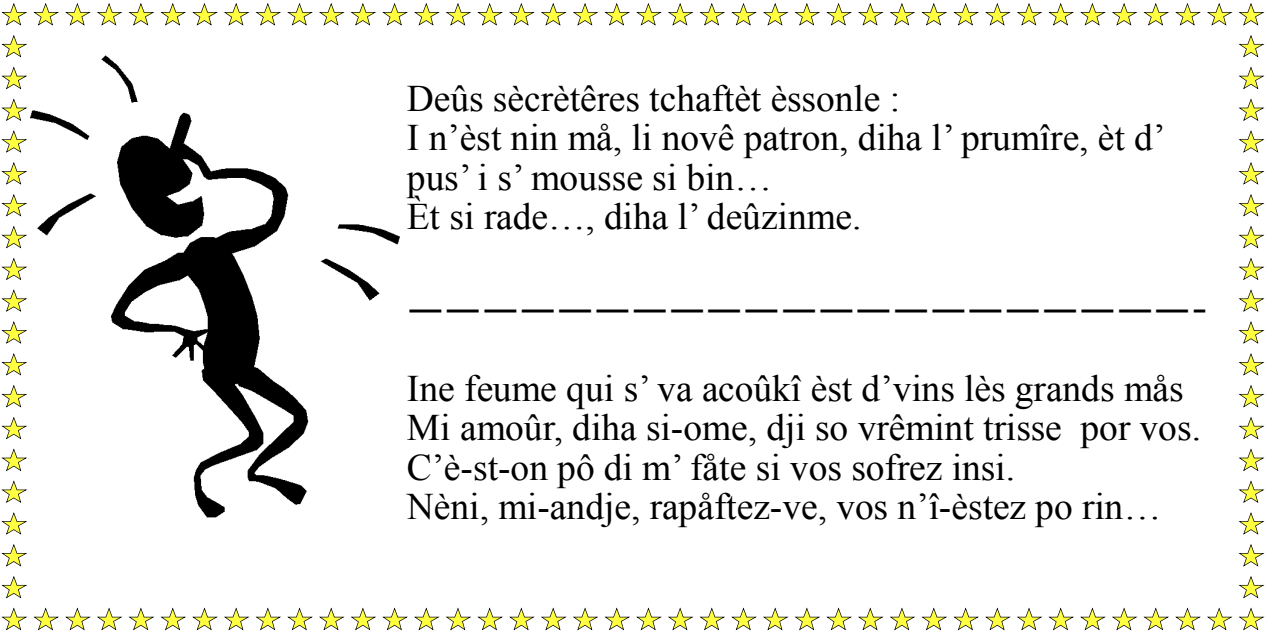 Deûs sècrètêres tchaftèt èssonle :
I n'èst nin må, li novê patron, diha l' prumîre, èt d'
pus' i s' mousse si bin…
Èt si rade…, diha l' deûzinme.
—————————————————————-
Ine feume qui s' va acoûkî èst d'vins lès grands mås
Mi amoûr, diha si-ome, dji so vrêmint trisse  por vos.
C'è-st-on pô di m' fåte si vos sofrez insi.
Nèni, mi-andje, rapåftez-ve, vos n'î-èstez po rin…